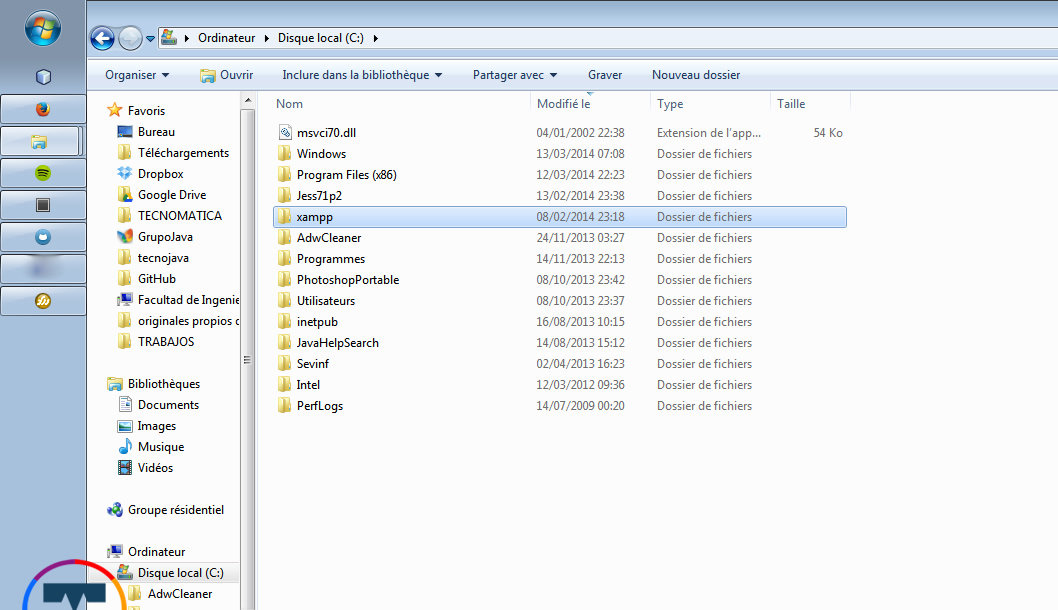 Ordinateur Disque local (C:)
Organiser Ouvrir Inclure dans la bibliothèque Partager avec Graver Nouveau dossier
Favoris
Bureau
Téléchargements
Dropbox
Google Drive
TECNOMATICA
GrupoJava
tecnojava
GitHub
Facultad de Ingenie
originales propios d
TRABAJOS
Bibliothèques
Documents
Images
Musique
Vidéos
Groupe résidentiel
Ordinateur
Disque local (C:)
AdwCleaner
Nom Modifié le Type Taille
msvci70.dll 04/01/2002 22:38 Extension de l'app... 54 Ko
Windows 13/03/2014 07:08 Dossier de fichiers
Program Files (x86) 12/03/2014 22:23 Dossier de fichiers
Jess71p2 13/02/2014 23:38 Dossier de fichiers
xampp 08/02/2014 23:18 Dossier de fichiers
AdwCleaner 24/11/2013 03:27 Dossier de fichiers
Programmes 14/11/2013 22:13 Dossier de fichiers
PhotoshopPortable 08/10/2013 23:42 Dossier de fichiers
Utilisateurs 08/10/2013 23:37 Dossier de fichiers
inetpub 16/08/2013 10:15 Dossier de fichiers
JavaHelpSearch 14/08/2013 15:12 Dossier de fichiers
Sevinf 02/04/2013 16:23 Dossier de fichiers
Intel 12/03/2012 09:36 Dossier de fichiers
PerfLogs 14/07/2009 00:20 Dossier de fichiers